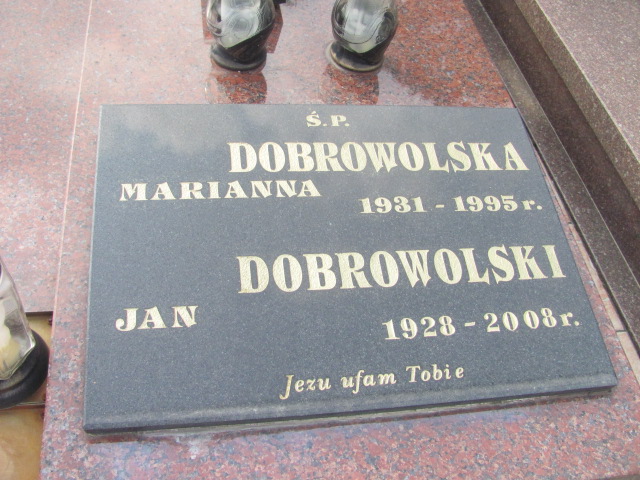 Ś.P.
DOBROWOLSKA
MARIANNA
1931 - 1995 r.
DOBROWOLSKI
JAN
1928 - 2008 r.
Jezu ufam Tobie